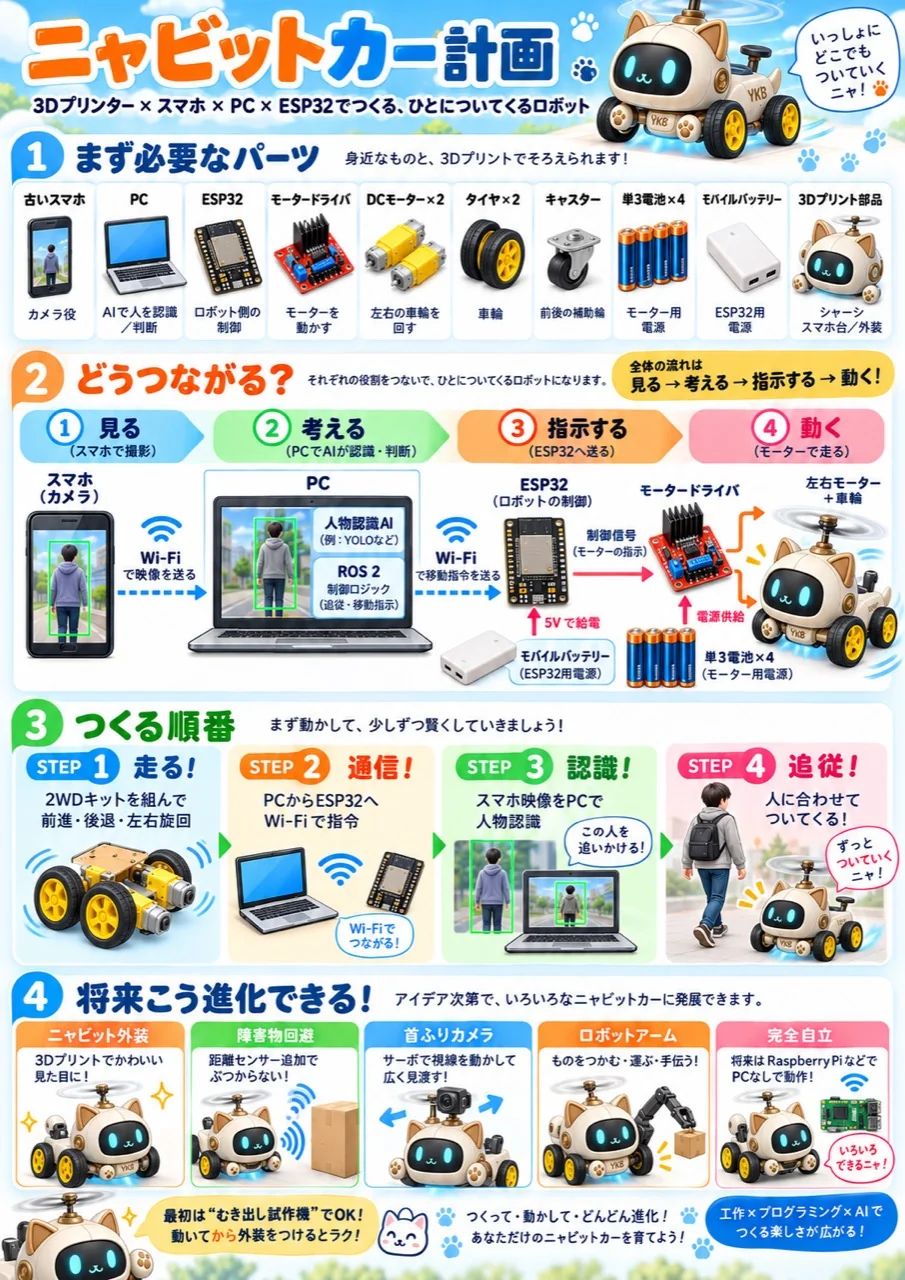 ニャビットカー計画
3Dプリンター×スマホ×PC×ESP32でつくる、ひとについてくるロボット
いっしょに
どこでも
ついていく
ニャ!
YKB
YKB
1 まず必要なパーツ
身近なものと、3Dプリントでそろえられます!
古いスマホ
カメラ役
PC
AIで人を認識
/判断
ESP32
ロボット側の
制御
モータードライバ
モーターを
動かす
DCモーター×2
左右の車輪を
回す
タイヤ×2
車輪
キャスター
前後の補助輪
単3電池×4
モーター用
電源
モバイルバッテリー
ESP32用
電源
3Dプリント部品
シャーシ
スマホ台/外装
2 どうつながる?
それぞれの役割をつないで、ひとについてくるロボットになります。
全体の流れは
見る→考える→指示する→動く!
1 見る
(スマホで撮影)
2 考える
(PCでAIが認識・判断)
3 指示する
(ESP32へ送る)
4 動く
(モーターで走る)
スマホ
(カメラ)
Wi-Fi
で映像を送る
PC
人物認識AI
(例:YOLOなど)
ROS 2
制御ロジック
(追従・移動指示)
Wi-Fi
で移動指令を送る
ESP32
(ロボットの制御)
制御信号
(モーターの指示)
モータードライバ
左右モーター
+車輪
YKB
5Vで給電
モバイルバッテリー
(ESP32用電源)
電源供給
単3電池×4
(モーター用電源)
3 つくる順番
まず動かして、少しずつ賢くしていきましょう!
STEP 1 走る!
2WDキットを組んで
前進・後退・左右旋回
STEP 2 通信!
PCからESP32へ
Wi-Fiで指令
Wi-Fiで
つながる!
STEP 3 認識!
スマホ映像をPCで
人物認識
この人を
追いかける!
STEP 4 追従!
人に合わせて
ついてくる!
ずっと
ついていく
ニャ!
YKB
4 将来こう進化できる!
アイデア次第で、いろいろなニャビットカーに発展できます。
ニャビット外装
3Dプリントでかわいい
見た目に!
YKB
障害物回避
距離センサー追加で
ぶつからない!
YKB
首ふりカメラ
サーボで視線を動かして
広く見渡す!
YKB
ロボットアーム
ものをつかむ・運ぶ・手伝う!
YKB
完全自立
将来はRaspberry Piなどで
PCなしで動作!
いろいろ
できるニャ!
YKB
最初は“むき出し試作機”でOK!
動いてから外装をつけるとラク!
つくって・動かして・どんどん進化!
あなただけのニャビットカーを育てよう!
工作×プログラミング×AIで
つくる楽しさが広がる!